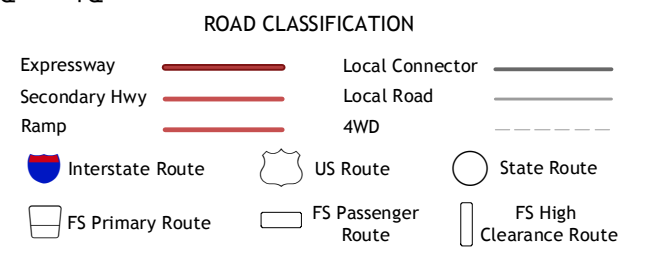 ROAD CLASSIFICATION
Expressway
Local Connector
Secondary Hwy
Local Road
Ramp
4WD
Interstate Route
US Route
State Route
FS Primary Route
FS Passenger
Route
FS High
Clearance Route